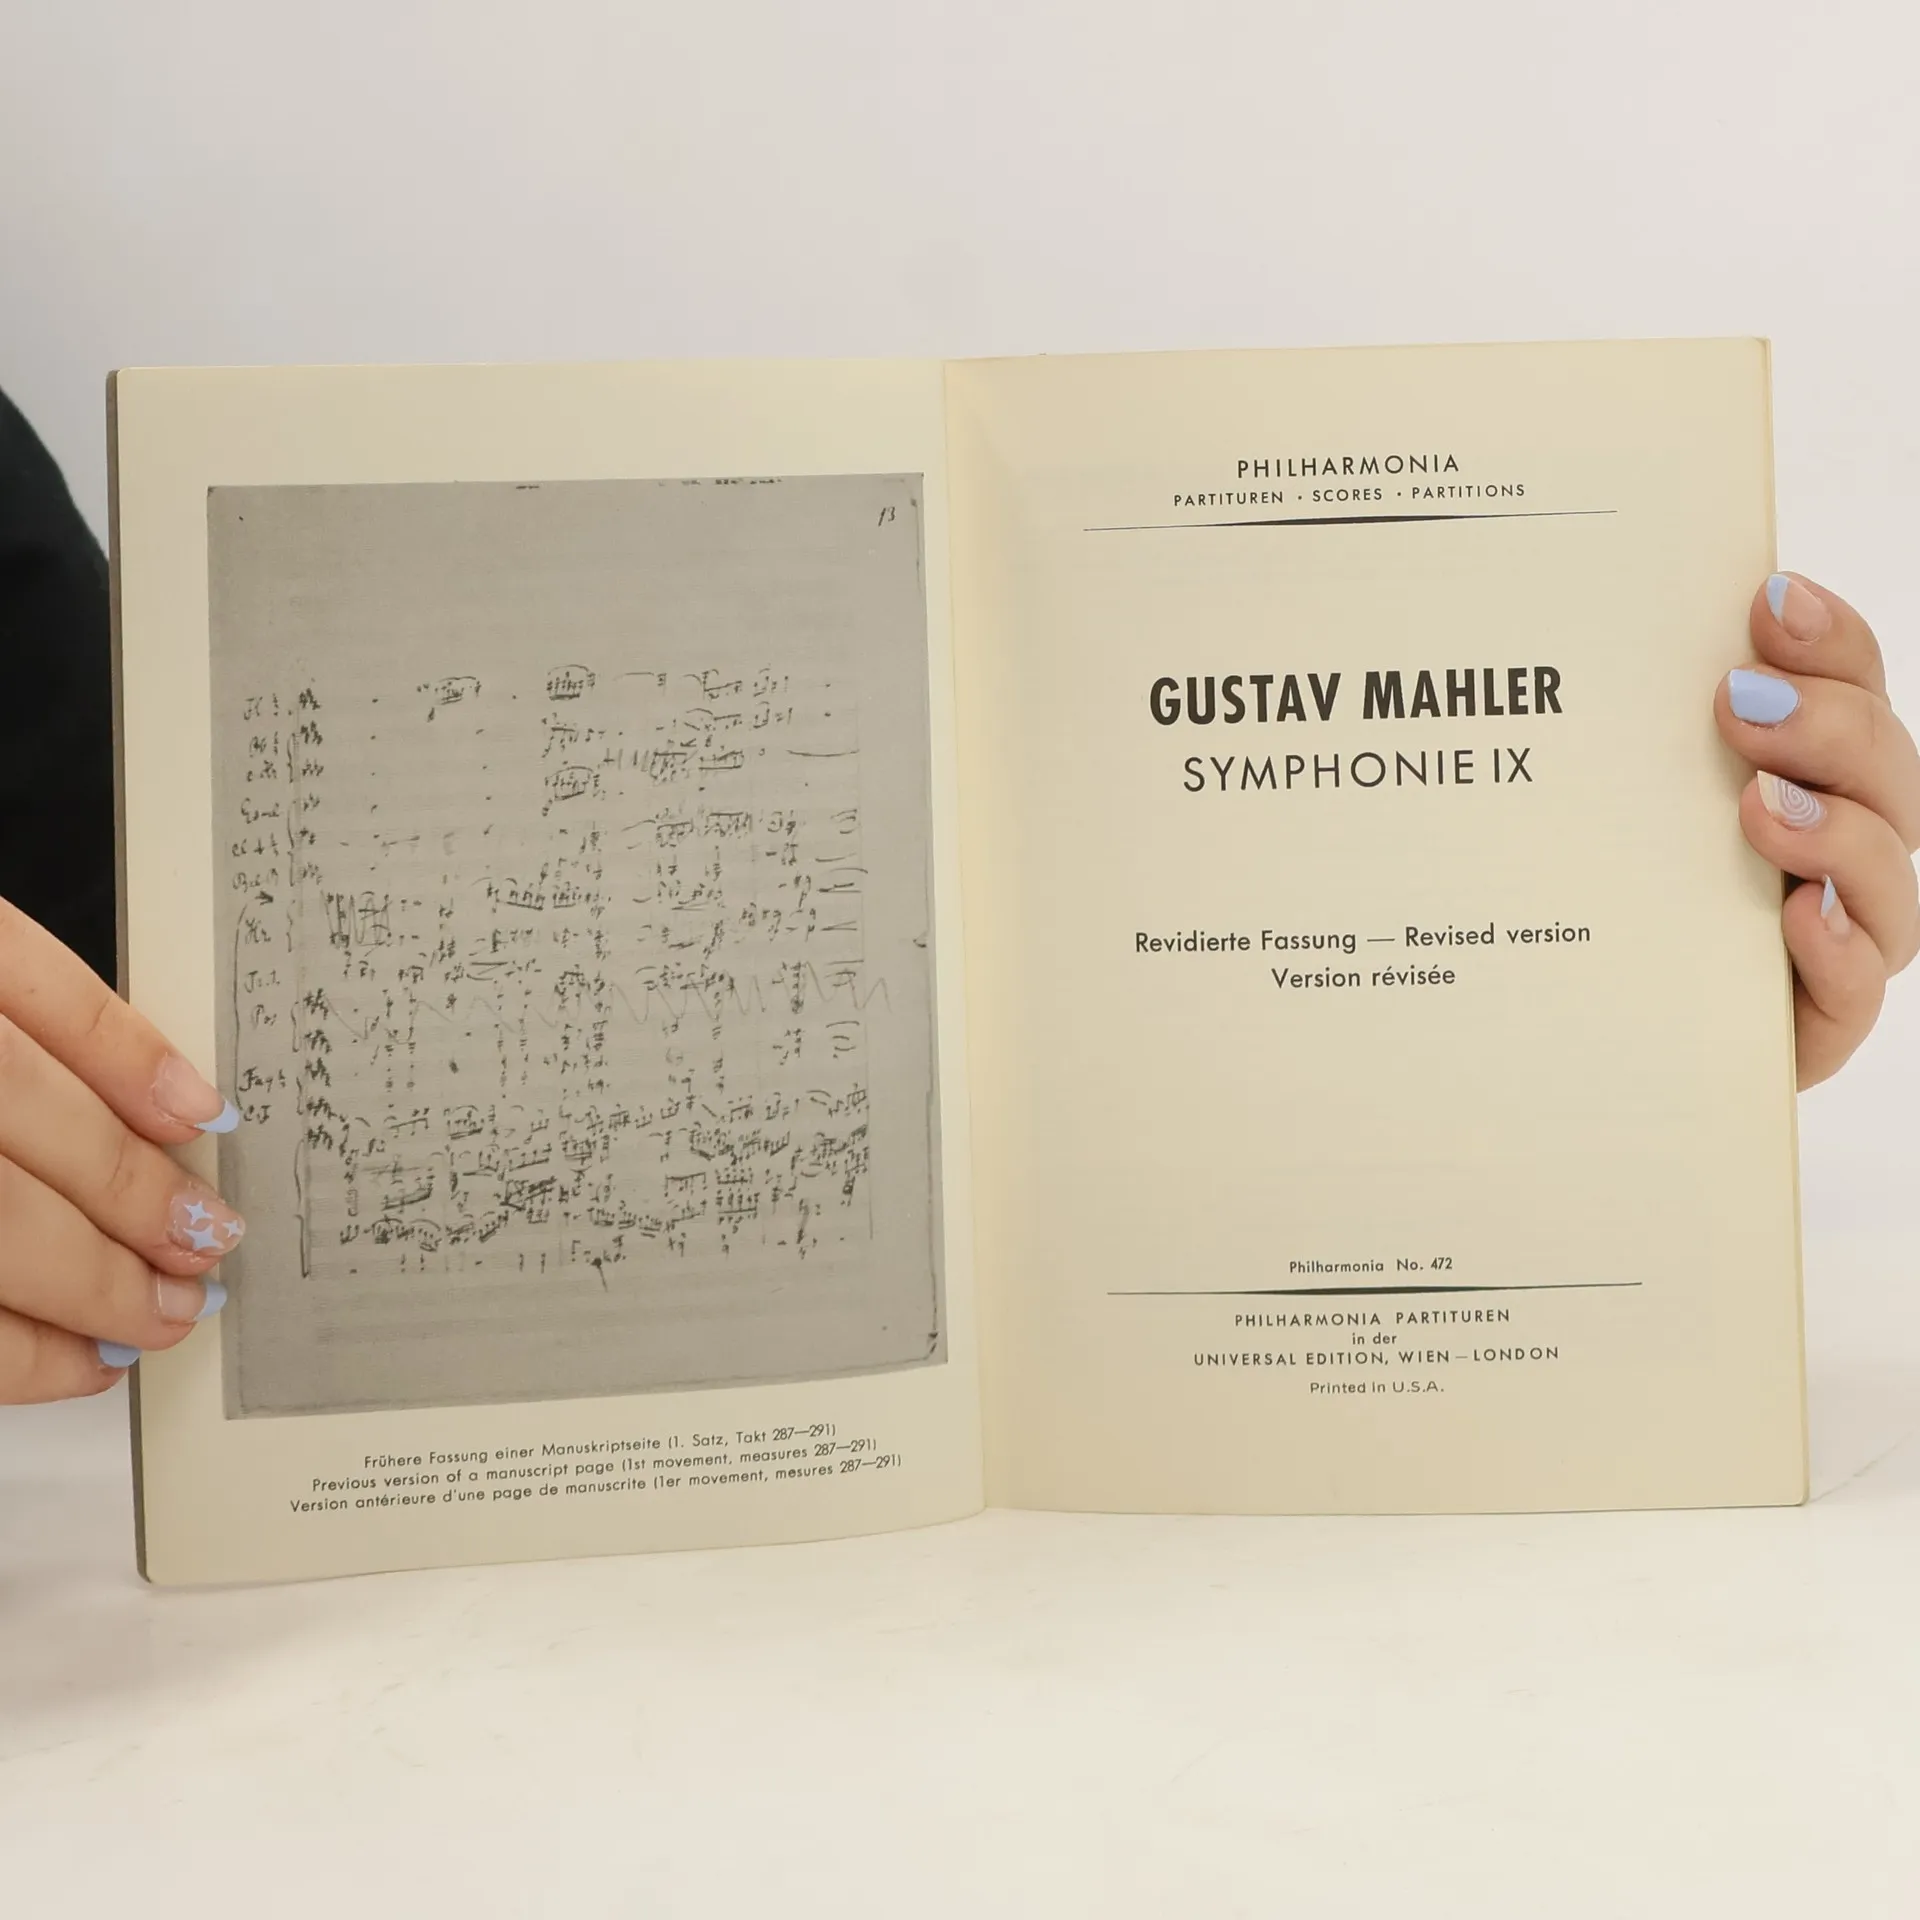 13
Frühere Fassung einer Manuskriptseite (1. Satz, Takt 287—291)
Previous version of a manuscript page (1st movement, measures 287—291)
Version antérieure d'une page de manuscrite (1er movement, mesures 287—291)
PHILHARMONIA
PARTITUREN · SCORES · PARTITIONS
GUSTAV MAHLER
SYMPHONIE IX
Revidierte Fassung — Revised version
Version révisée
Philharmonia No. 472
PHILHARMONIA PARTITUREN
in der
UNIVERSAL EDITION, WIEN — LONDON
Printed in U.S.A.